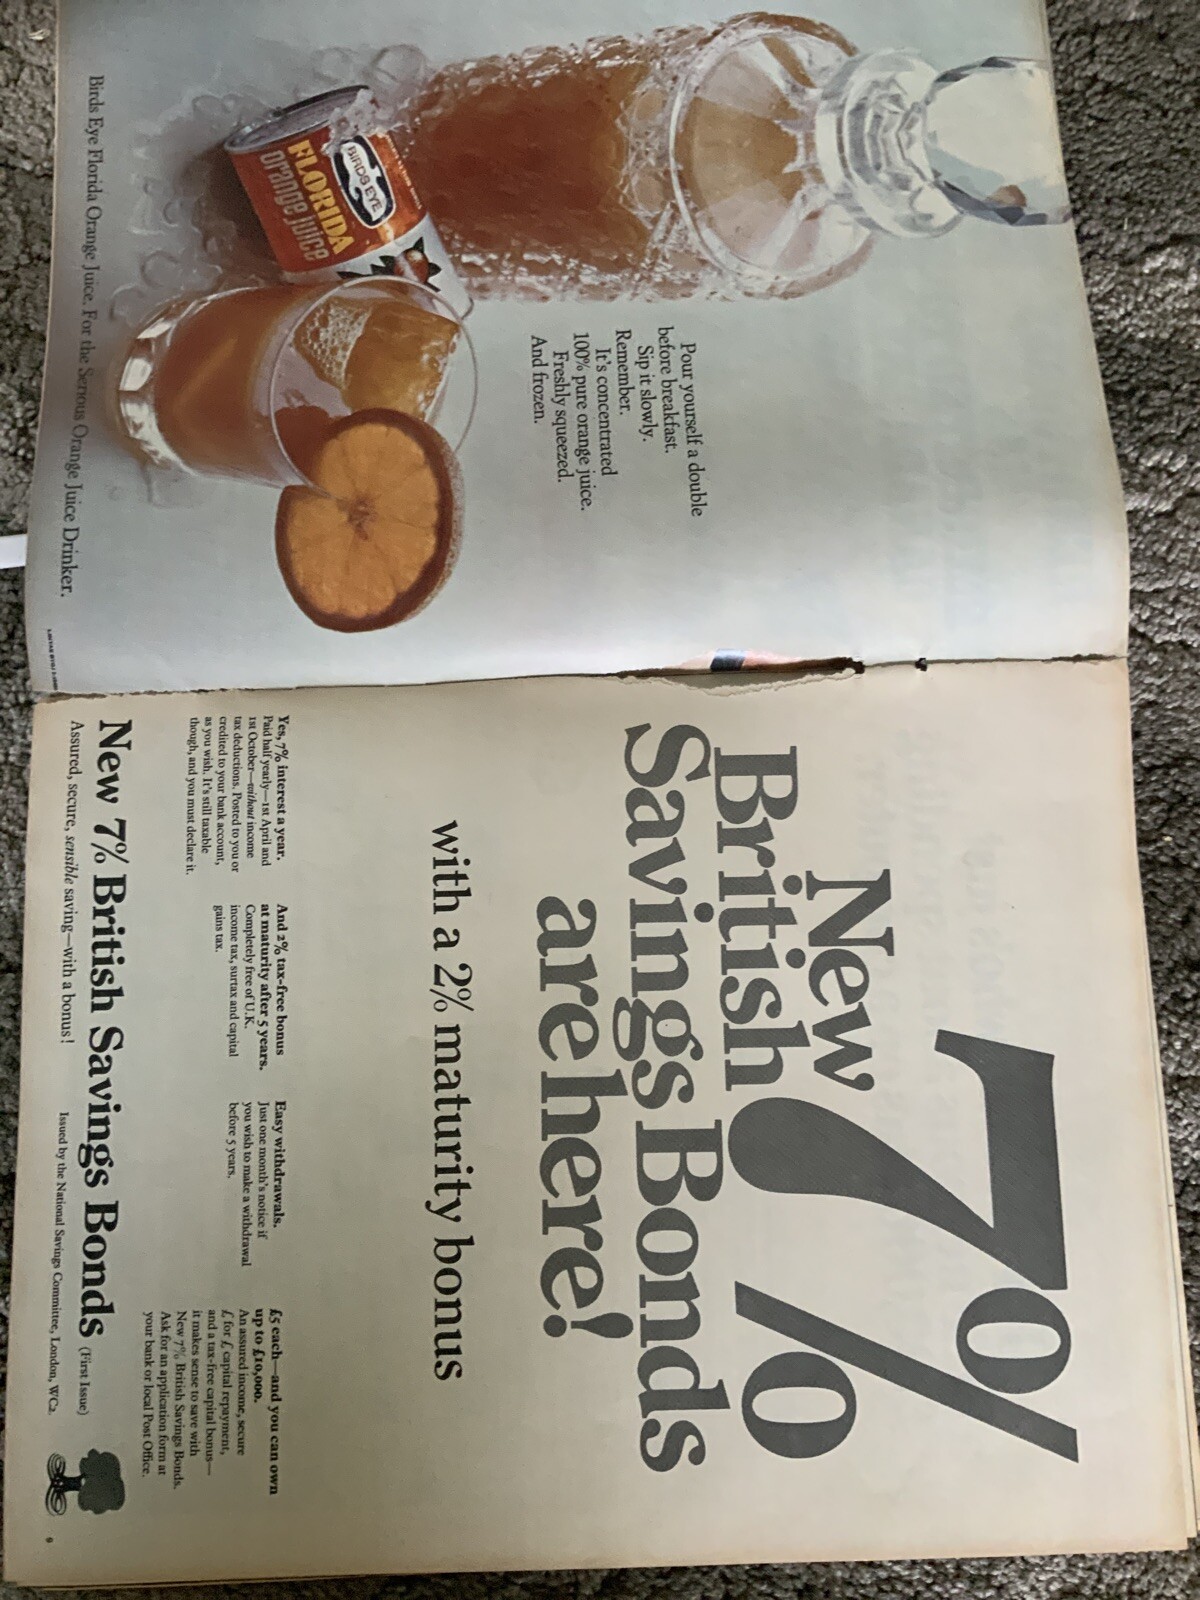 BIRDS EYE
FLORIDA
orange juice
Pour yourself a double
before breakfast.
Sip it slowly.
Remember.
It's concentrated
100% pure orange juice.
Freshly squeezed.
And frozen.
Birds Eye Florida Orange Juice. For the Serious Orange Juice Drinker.
New 7%
British
Savings Bonds
are here!
with a 2% maturity bonus
Yes, 7% interest a year.
Paid half yearly—1st April and
1st October—without income
tax deductions. Posted to you or
credited to your bank account,
as you wish. It's still taxable
though, and you must declare it.
And 2% tax-free bonus
at maturity after 5 years.
Completely free of U.K.
income tax, surtax and capital
gains tax.
Easy withdrawals.
Just one month's notice if
you wish to make a withdrawal
before 5 years.
£5 each—and you can own
up to £10,000.
An assured income, secure
£ for £ capital repayment,
and a tax-free capital bonus—
it makes sense to save with
New 7% British Savings Bonds.
Ask for an application form at
your bank or local Post Office.
New 7% British Savings Bonds (First Issue)
Assured, secure, sensible saving—with a bonus!
Issued by the National Savings Committee, London, WC2.